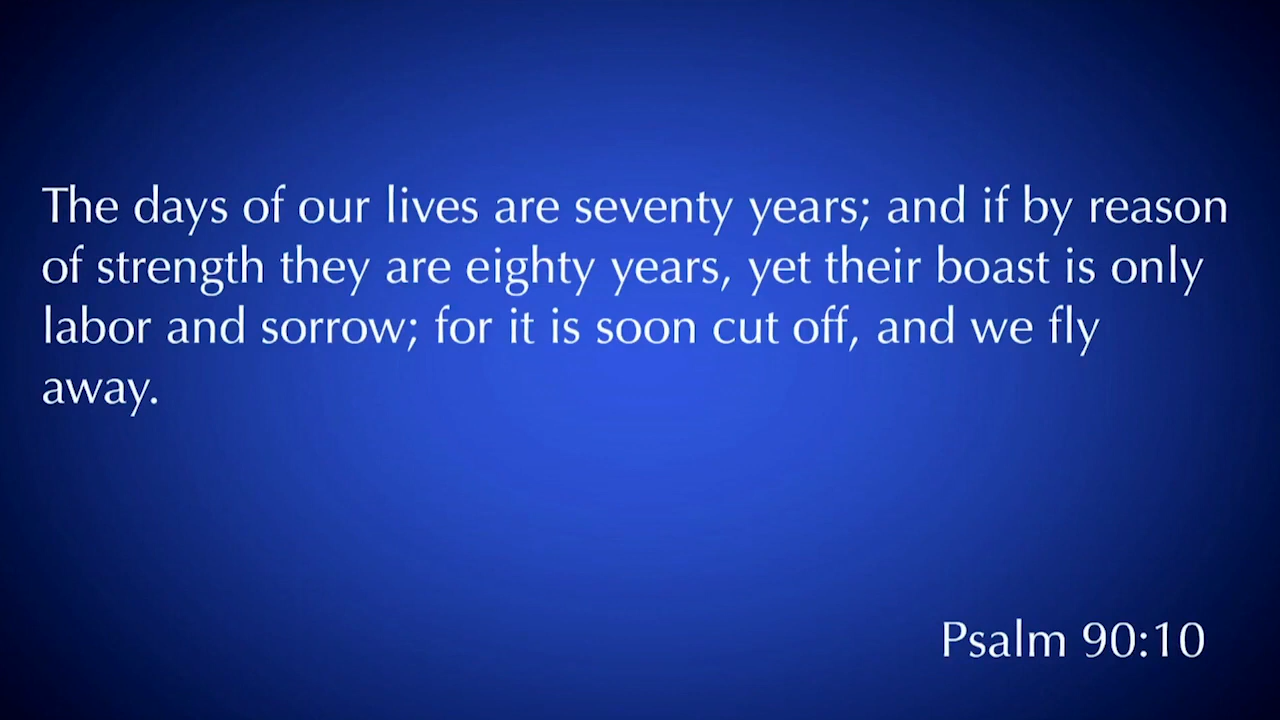 The days of our lives are seventy years; and if by reason
of strength they are eighty years, yet their boast is only
labor and sorrow; for it is soon cut off, and we fly
away.
Psalm 90:10